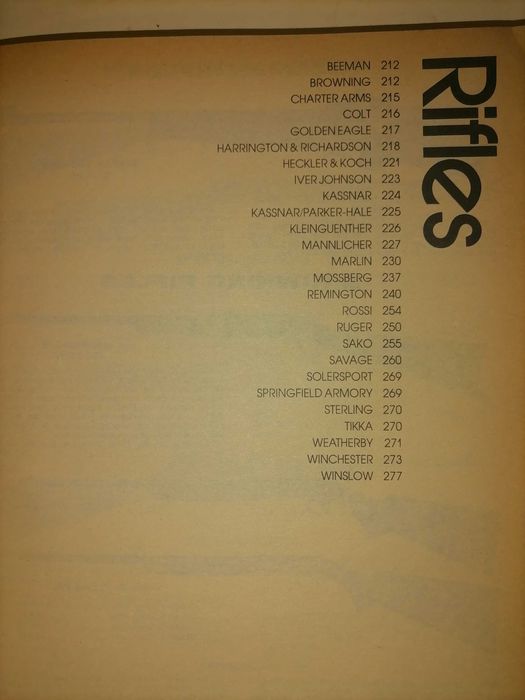 Rifles
BEEMAN 212
BROWNING 212
CHARTER ARMS 215
COLT 216
GOLDEN EAGLE 217
HARRINGTON & RICHARDSON 218
HECKLER & KOCH 221
IVER JOHNSON 223
KASSNAR 224
KASSNAR/PARKER-HALE 225
KLEINGUENTHER 226
MANNLICHER 227
MARLIN 230
MOSSBERG 237
REMINGTON 240
ROSSI 254
RUGER 250
SAKO 255
SAVAGE 260
SOLERSPORT 269
SPRINGFIELD ARMORY 269
STERLING 270
TIKKA 270
WEATHERBY 271
WINCHESTER 273
WINSLOW 277